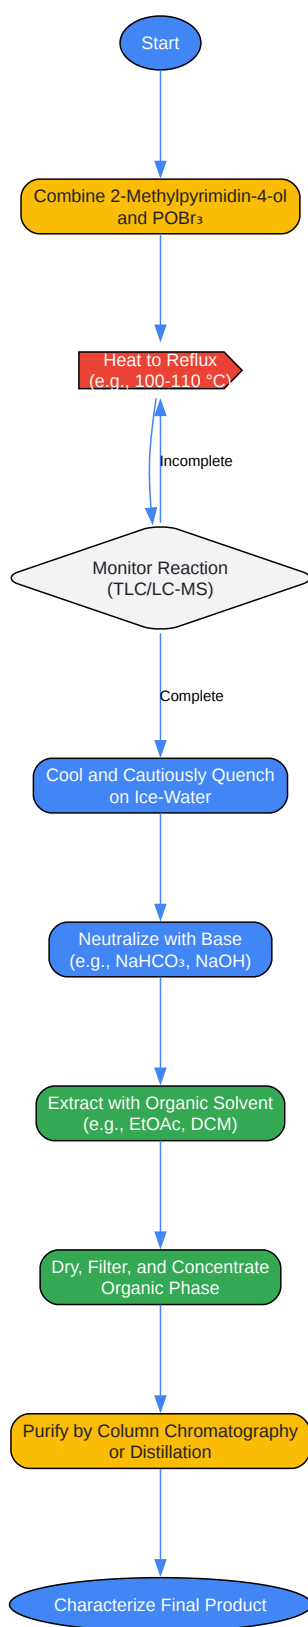 Start
Combine 2-Methylpyrimidin-4-ol
and POBr₃
Heat to Reflux
(e.g., 100-110 °C)
Incomplete
Monitor Reaction
(TLC/LC-MS)
Complete
Cool and Cautiously Quench
on Ice-Water
Neutralize with Base
(e.g., NaHCO₃, NaOH)
Extract with Organic Solvent
(e.g., EtOAc, DCM)
Dry, Filter, and Concentrate
Organic Phase
Purify by Column Chromatography
or Distillation
Characterize Final Product